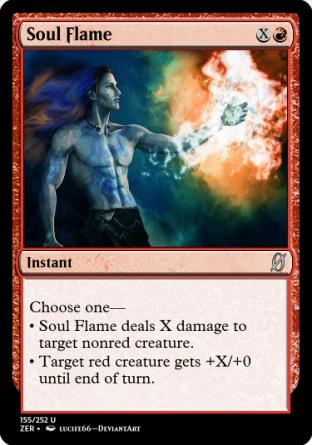 Soul Flame X R
Instant
Choose one—
• Soul Flame deals X damage to
target nonred creature.
• Target red creature gets +X/+0
until end of turn.
155/252 U
ZER • LUCIFE66—DEVIANTART